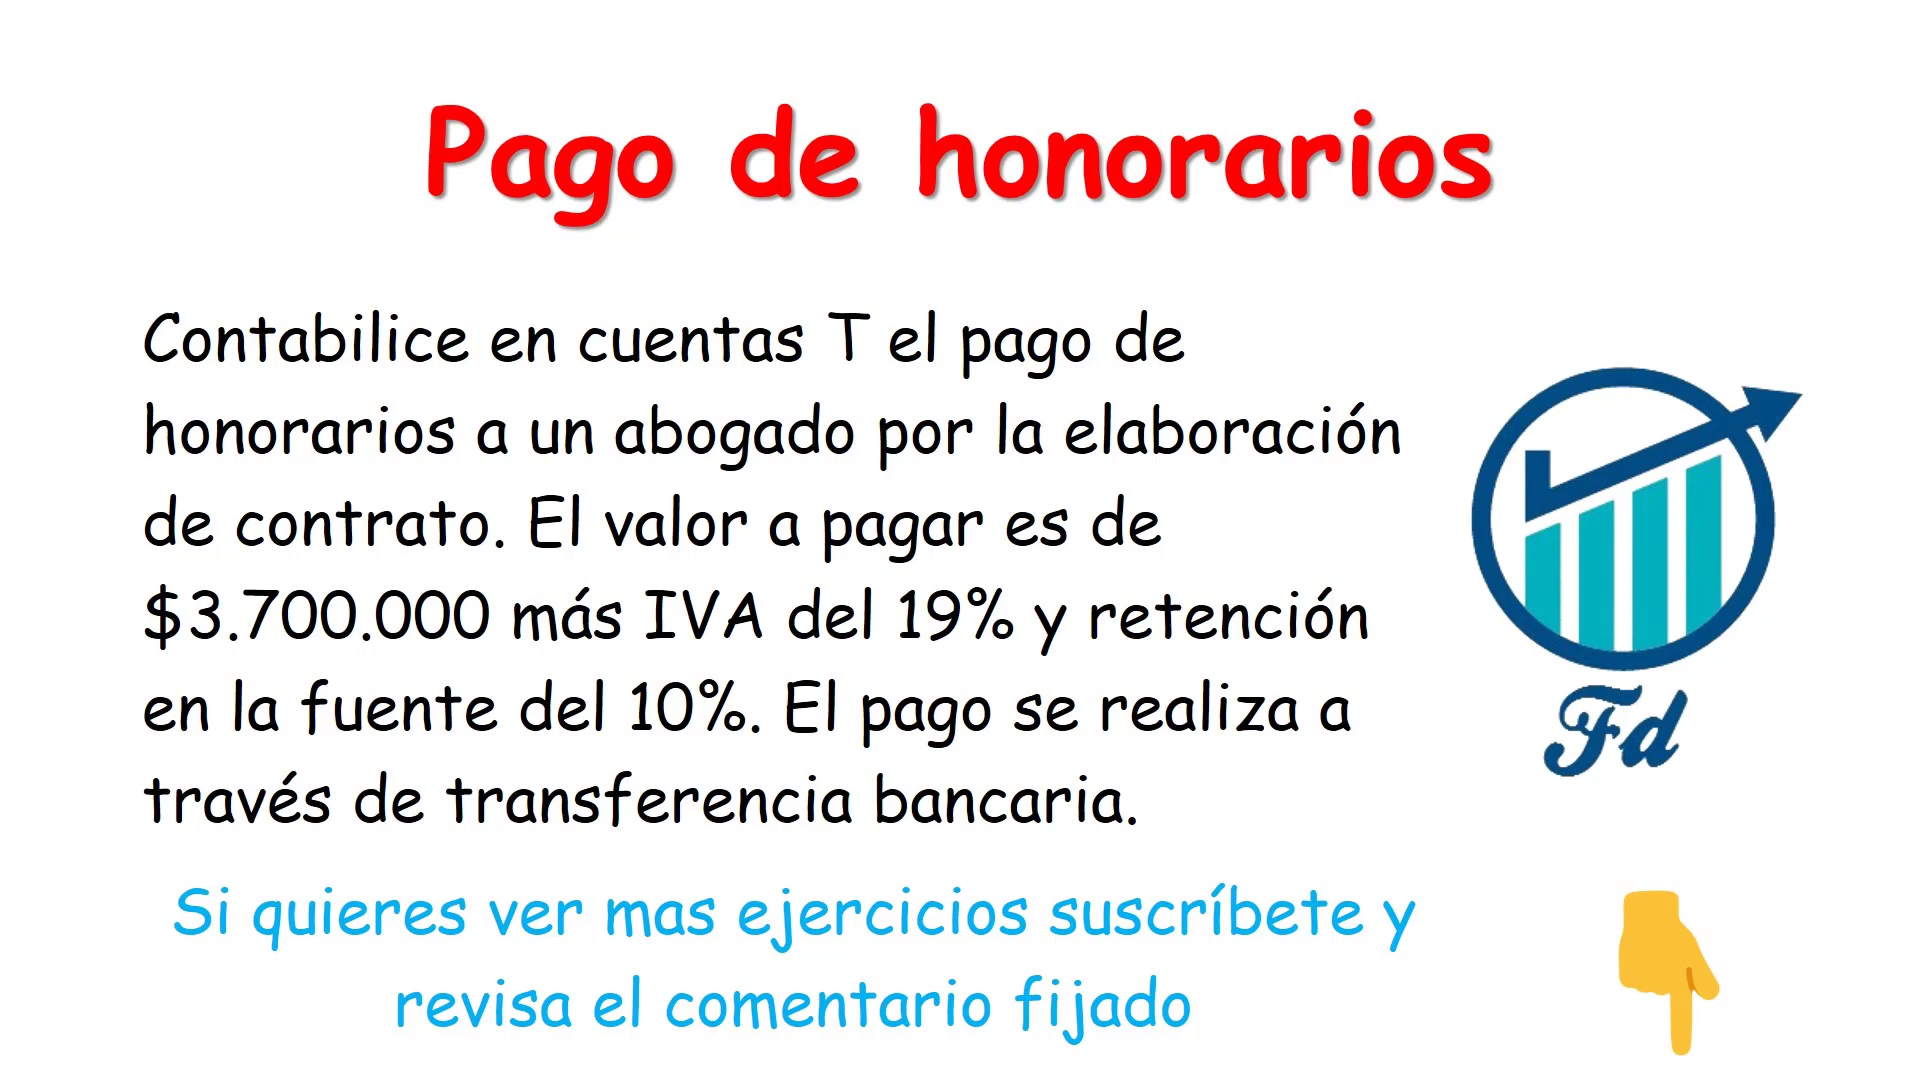 Pago de honorarios
Contabilice en cuentas T el pago de
honorarios a un abogado por la elaboración
de contrato. El valor a pagar es de
$3.700.000 más IVA del 19% y retención
en la fuente del 10%. El pago se realiza a
través de transferencia bancaria.
Fd
Si quieres ver mas ejercicios suscríbete y
revisa el comentario fijado